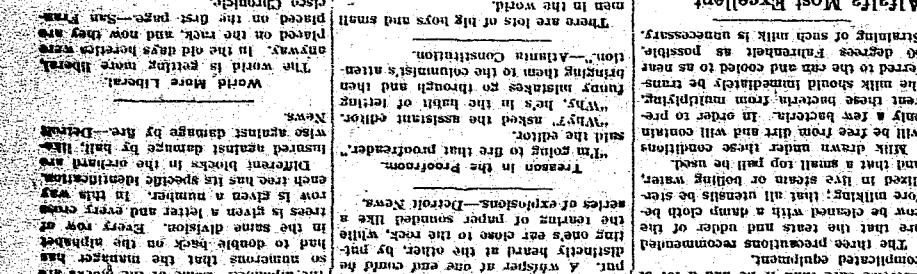 complicated equipment.
The three precautions recommended
are that the teats and udder of the
cow be cleaned with a damp cloth be-
fore milking; that all utensils be ster-
ilized in live steam or boiling water,
and that a small top pail be used.
Milk drawn under these conditions
will be free from dirt and will contain
only a few bacteria. In order to pre-
vent these bacteria from multiplying,
the milk should immediately be trans-
ferred to the can and cooled to as near
degrees Fahrenheit as possible.
Straining of such milk is unnecessary.
Alfalfa Most Excellent
put. A whisper at one end could be
distinctly heard at the other, by put-
ting one's ear close to the rock, while
the tearing of paper sounded like a
series of explosions.—Detroit News.
Treason in the Proofroom.
"I'm going to fire that proofreader,"
said the editor.
"Why?" asked the assistant editor.
"Why, he's in the habit of letting
funny mistakes go through and then
bringing them to the columnist's atten-
tion."—Atlanta Constitution
There are lots of big boys and small
men in the world.
so numerous that the manager has
had to double back on the alphabet
in the same division. Every row of
trees is given a letter and every cross
row is given a number. In this way
each tree has its specific identification.
Different blocks in the orchard are
insured against damage by hail, like-
wise against damage by fire.—Detroit
News.
World More Liberal.
The world is getting more liberal,
anyway. In the old days heretics were
placed on the rack, and now they are
placed on the first page.—San Fran-
cisco Chronicle.